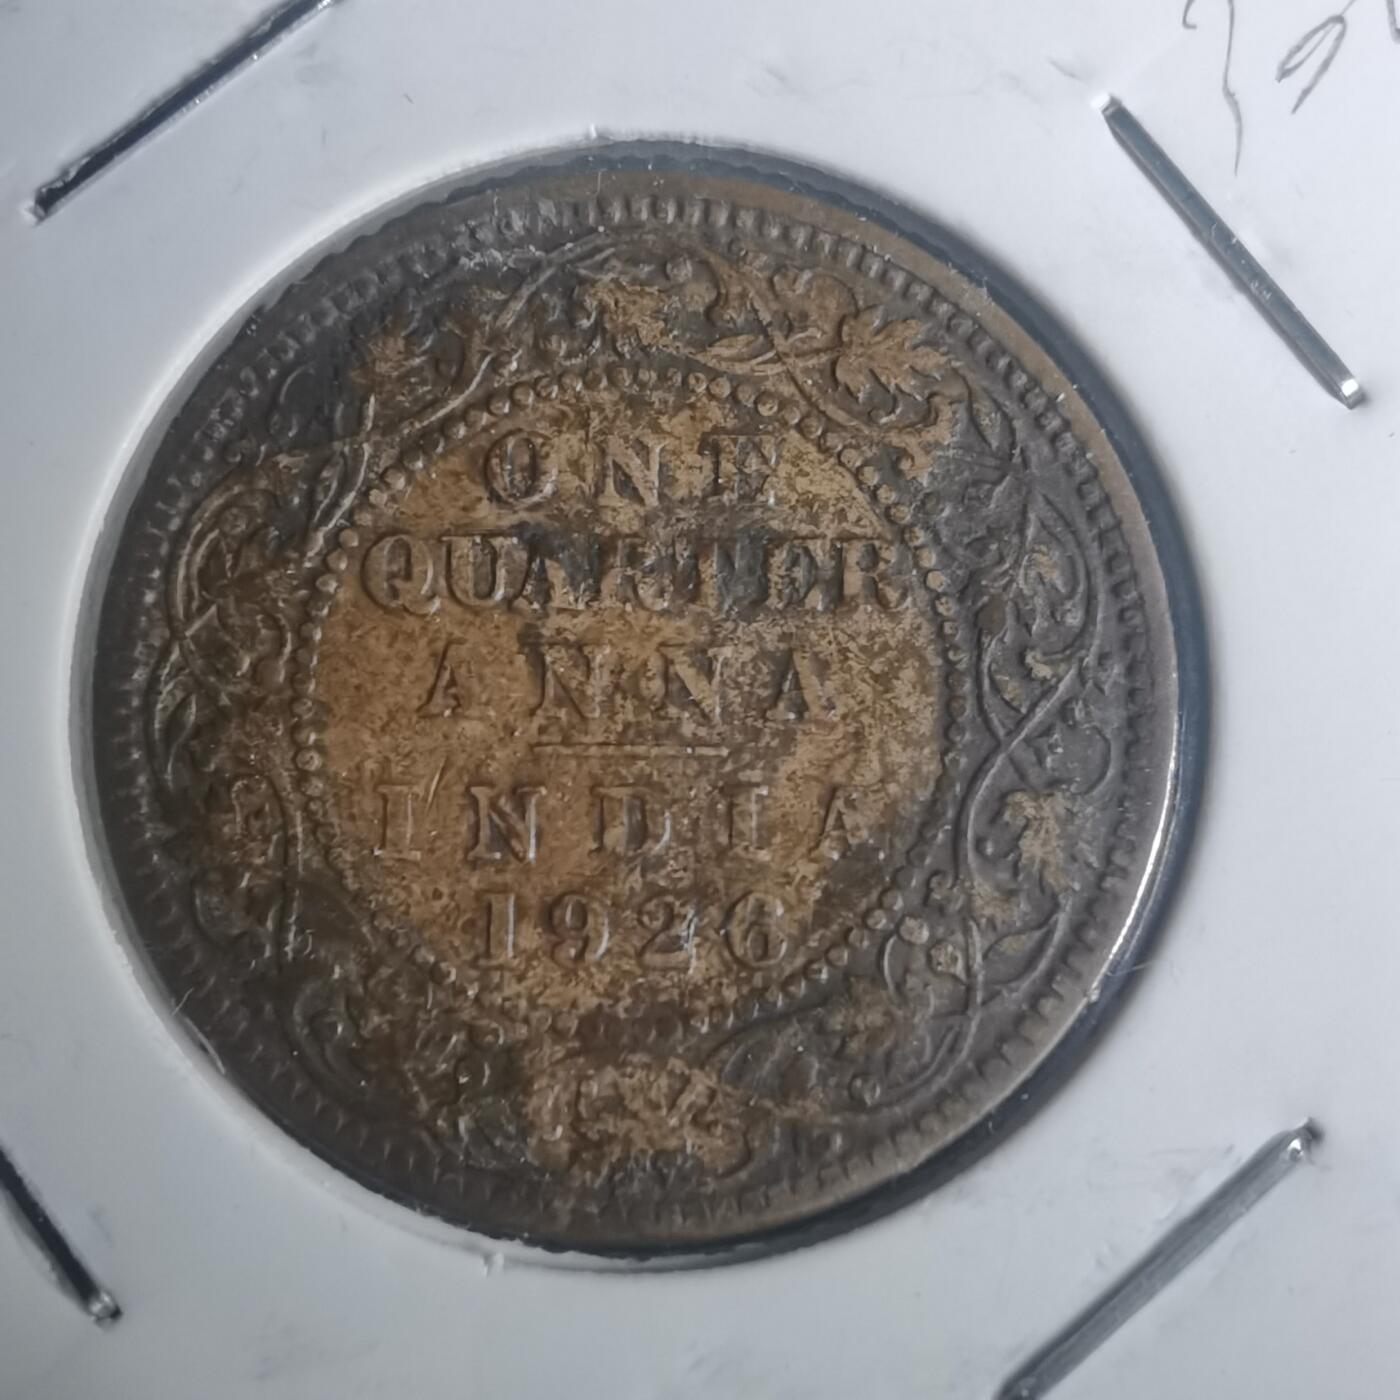 ONE
QUARTER
ANNA
INDIA
1926